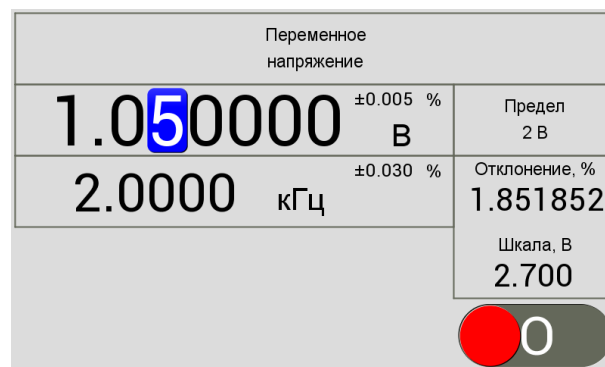 Переменное
напряжение
1.050000 ±0.005 %
В
Предел
2 В
2.0000 кГц ±0.030 %
Отклонение, %
1.851852
Шкала, В
2.700
O